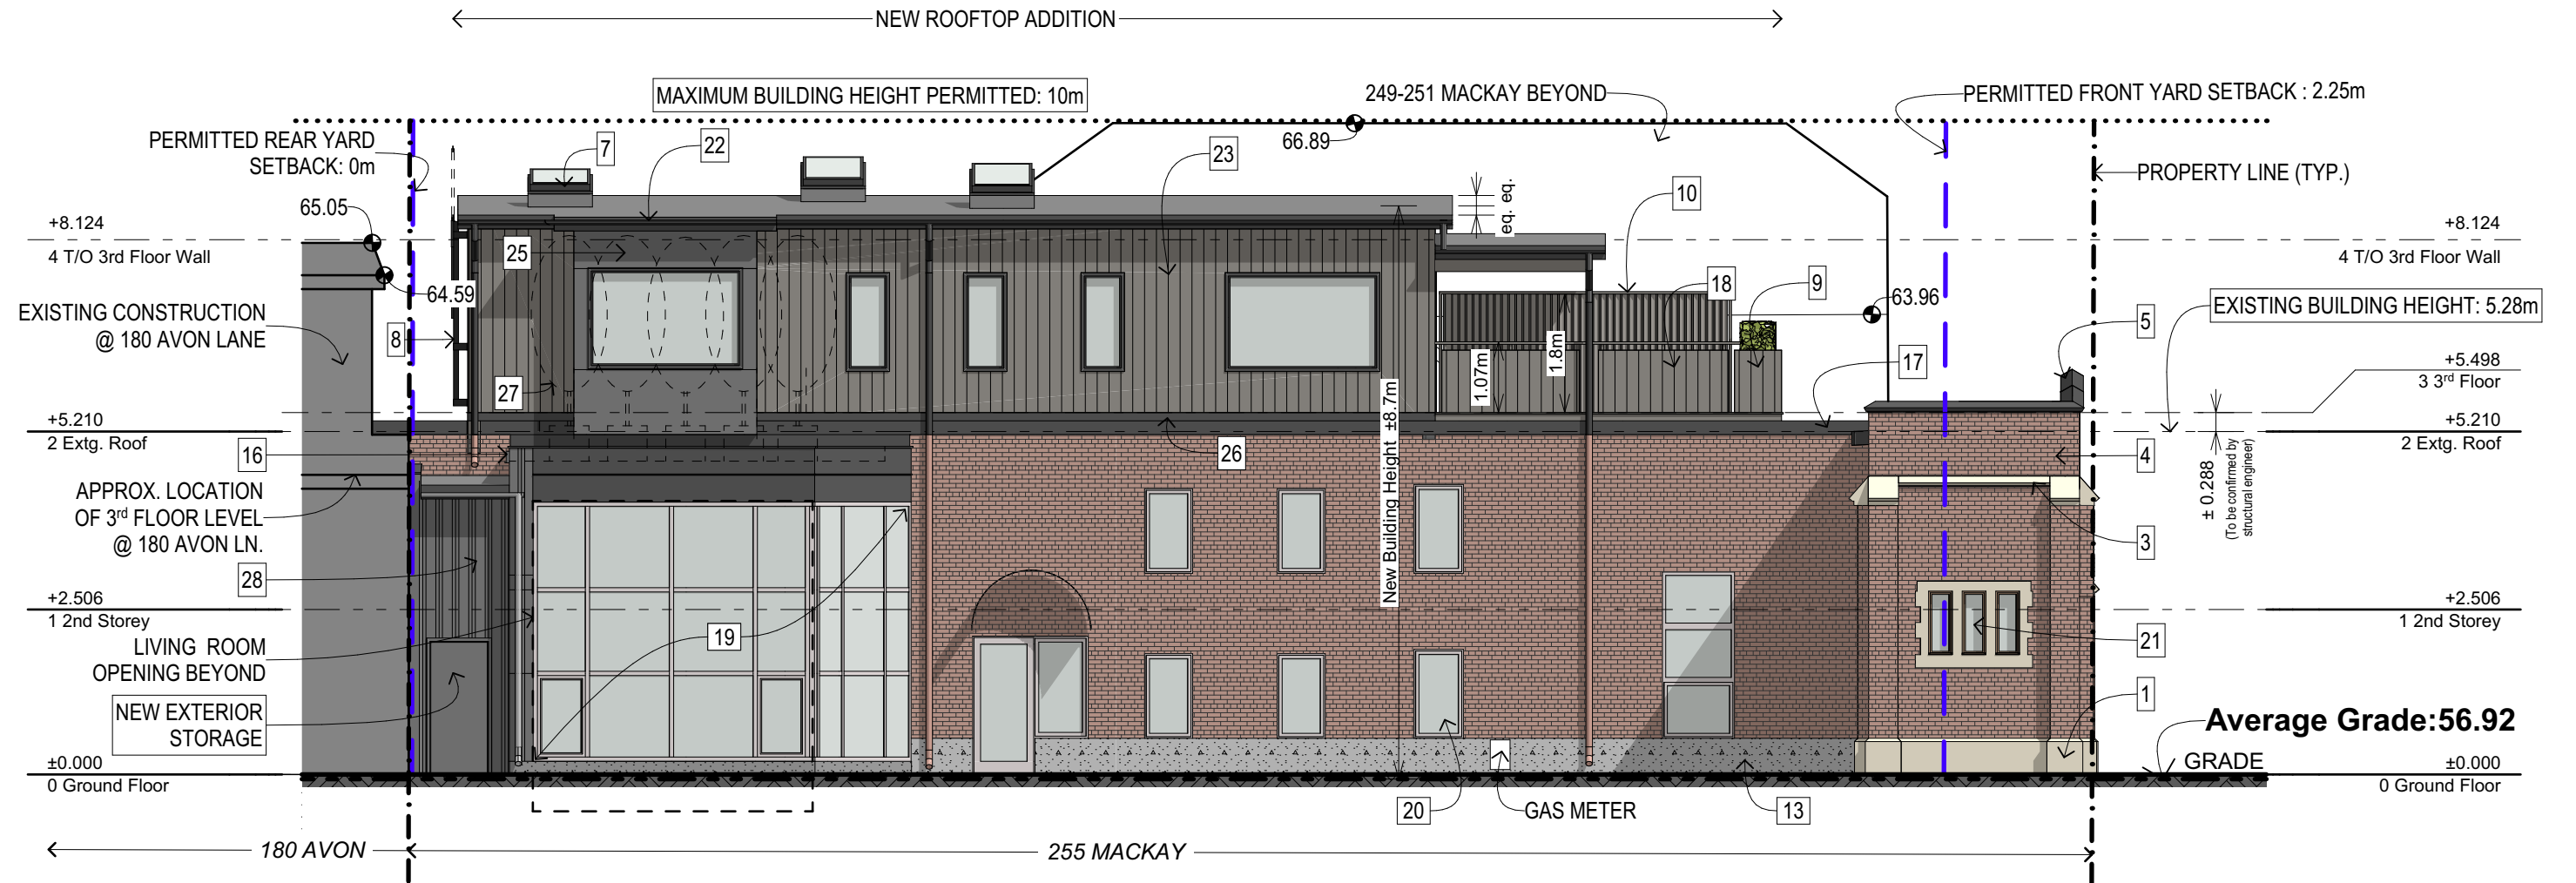 NEW ROOFTOP ADDITION
MAXIMUM BUILDING HEIGHT PERMITTED: 10m
249-251 MACKAY BEYOND
PERMITTED FRONT YARD SETBACK : 2.25m
PERMITTED REAR YARD
SETBACK: 0m
7
22
23
66.89
PROPERTY LINE (TYP.)
65.05
10
eq. eq.
+8.124
4 T/O 3rd Floor Wall
+8.124
4 T/O 3rd Floor Wall
25
64.59
18
9
63.96
EXISTING CONSTRUCTION
@ 180 AVON LANE
8
EXISTING BUILDING HEIGHT: 5.28m
5
1.07m
1.8m
17
+5.498
3 3rd Floor
27
New Building Height ±8.7m
+5.210
2 Extg. Roof
+5.210
2 Extg. Roof
16
26
4
± 0.288
(To be confirmed by
structural engineer)
APPROX. LOCATION
OF 3rd FLOOR LEVEL
@ 180 AVON LN.
3
28
+2.506
1 2nd Storey
+2.506
1 2nd Storey
19
21
LIVING ROOM
OPENING BEYOND
NEW EXTERIOR
STORAGE
1
Average Grade:56.92
GRADE
±0.000
0 Ground Floor
±0.000
0 Ground Floor
20
GAS METER
13
180 AVON
255 MACKAY